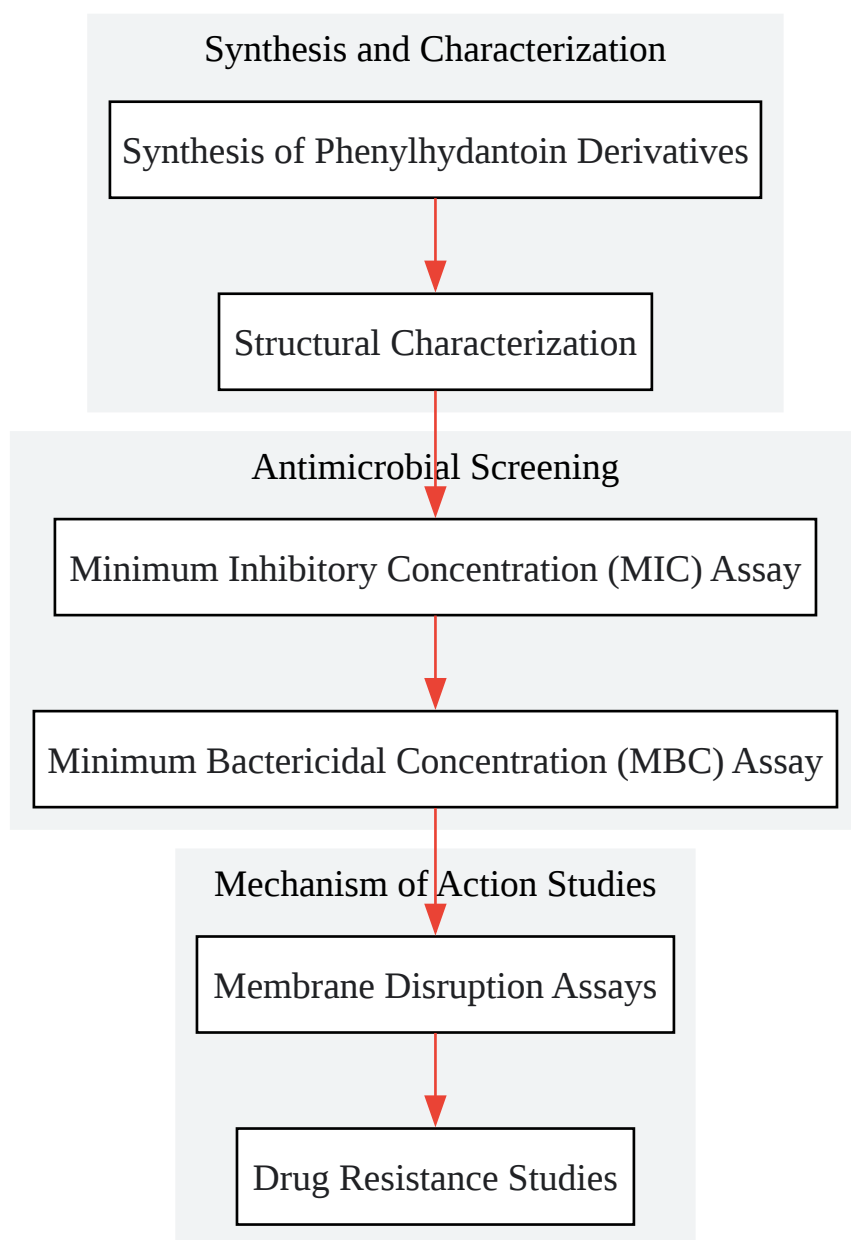 Synthesis and Characterization
Synthesis of Phenylhydantoin Derivatives
Structural Characterization
Antimicrobial Screening
Minimum Inhibitory Concentration (MIC) Assay
Minimum Bactericidal Concentration (MBC) Assay
Mechanism of Action Studies
Membrane Disruption Assays
Drug Resistance Studies